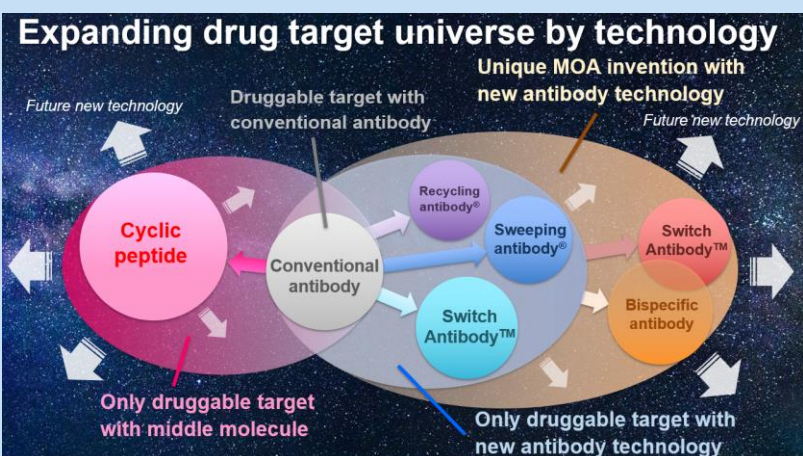 Expanding drug target universe by technology
Unique MOA invention with
new antibody technology
Future new technology
Druggable target with
conventional antibody
Future new technology
Recycling
antibody®
Cyclic
peptide
Sweeping
antibody®
Switch
Antibody™
Conventional
antibody
Switch
Antibody™
Bispecific
antibody
Only druggable target
with middle molecule
Only druggable target with
new antibody technology